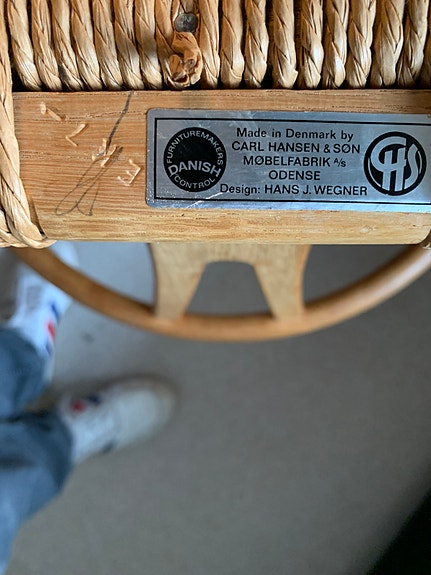 FURNITUREMAKERS
DANISH
CONTROL
Made in Denmark by
CARL HANSEN & SØN
MØBELFABRIK A/s
ODENSE
Design: HANS J. WEGNER
CHS